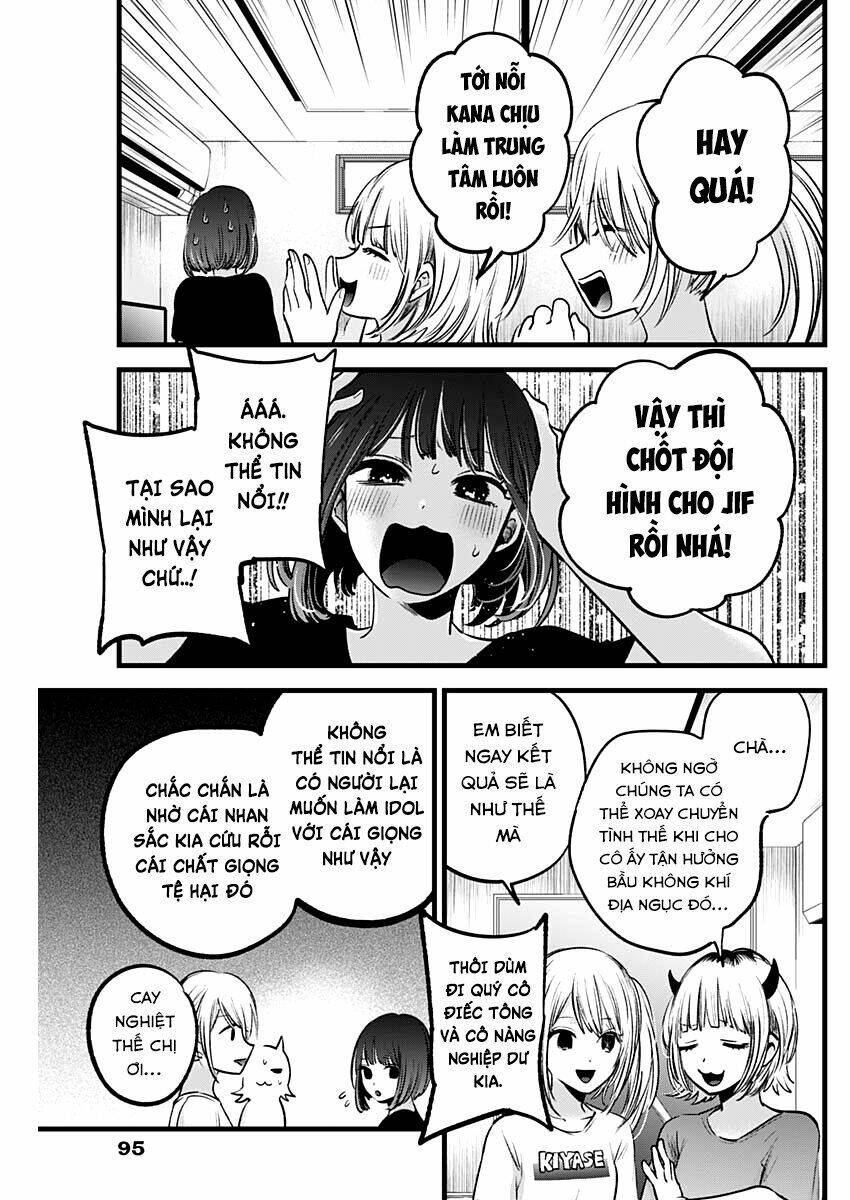 HAY
QUÁ!
TỚI NỖI
KANA CHỊU
LÀM TRUNG
TÂM LUÔN
RỒI!
VẬY THÌ
CHỐT ĐỘI
HÌNH CHO JIF
RỒI NHÁ!
ÁÁÁ.
KHÔNG
THỂ TIN
NỔI!!
TẠI SAO
MÌNH LẠI
NHƯ VẬY
CHỨ..!
CHÀ...
KHÔNG NGỜ
CHÚNG TA CÓ
THỂ XOAY CHUYỂN
TÌNH THẾ KHI CHO
CÔ ẤY TẬN HƯỞNG
BẦU KHÔNG KHÍ
ĐỊA NGỤC ĐÓ...
EM BIẾT
NGAY KẾT
QUẢ SẼ LÀ
NHƯ THẾ
MÀ
THÔI DÙM
ĐI QUÝ CÔ
ĐIẾC TÔNG
VÀ CÔ NÀNG
NGHIỆP DƯ
KIA.
KIYASE
KHÔNG
THỂ TIN NỔI LÀ
CÓ NGƯỜI LẠI
MUỐN LÀM IDOL
VỚI CÁI GIỌNG
NHƯ VẬY
CHẮC CHẮN LÀ
NHỜ CÁI NHAN
SẮC KIA CỨU RỖI
CÁI CHẤT GIỌNG
TỆ HẠI ĐÓ
CAY
NGHIỆT
THẾ CHỊ
ƠI...
95